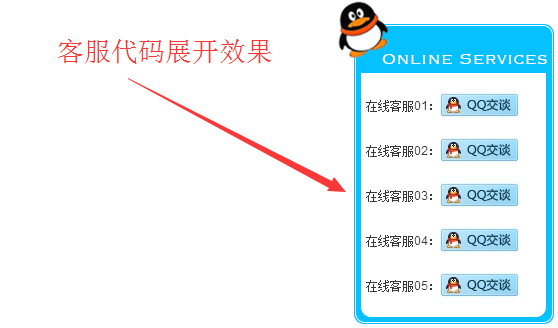 客服代码展开效果
ONLINE SERVICES
在线客服01： QQ交谈
在线客服02： QQ交谈
在线客服03： QQ交谈
在线客服04： QQ交谈
在线客服05： QQ交谈